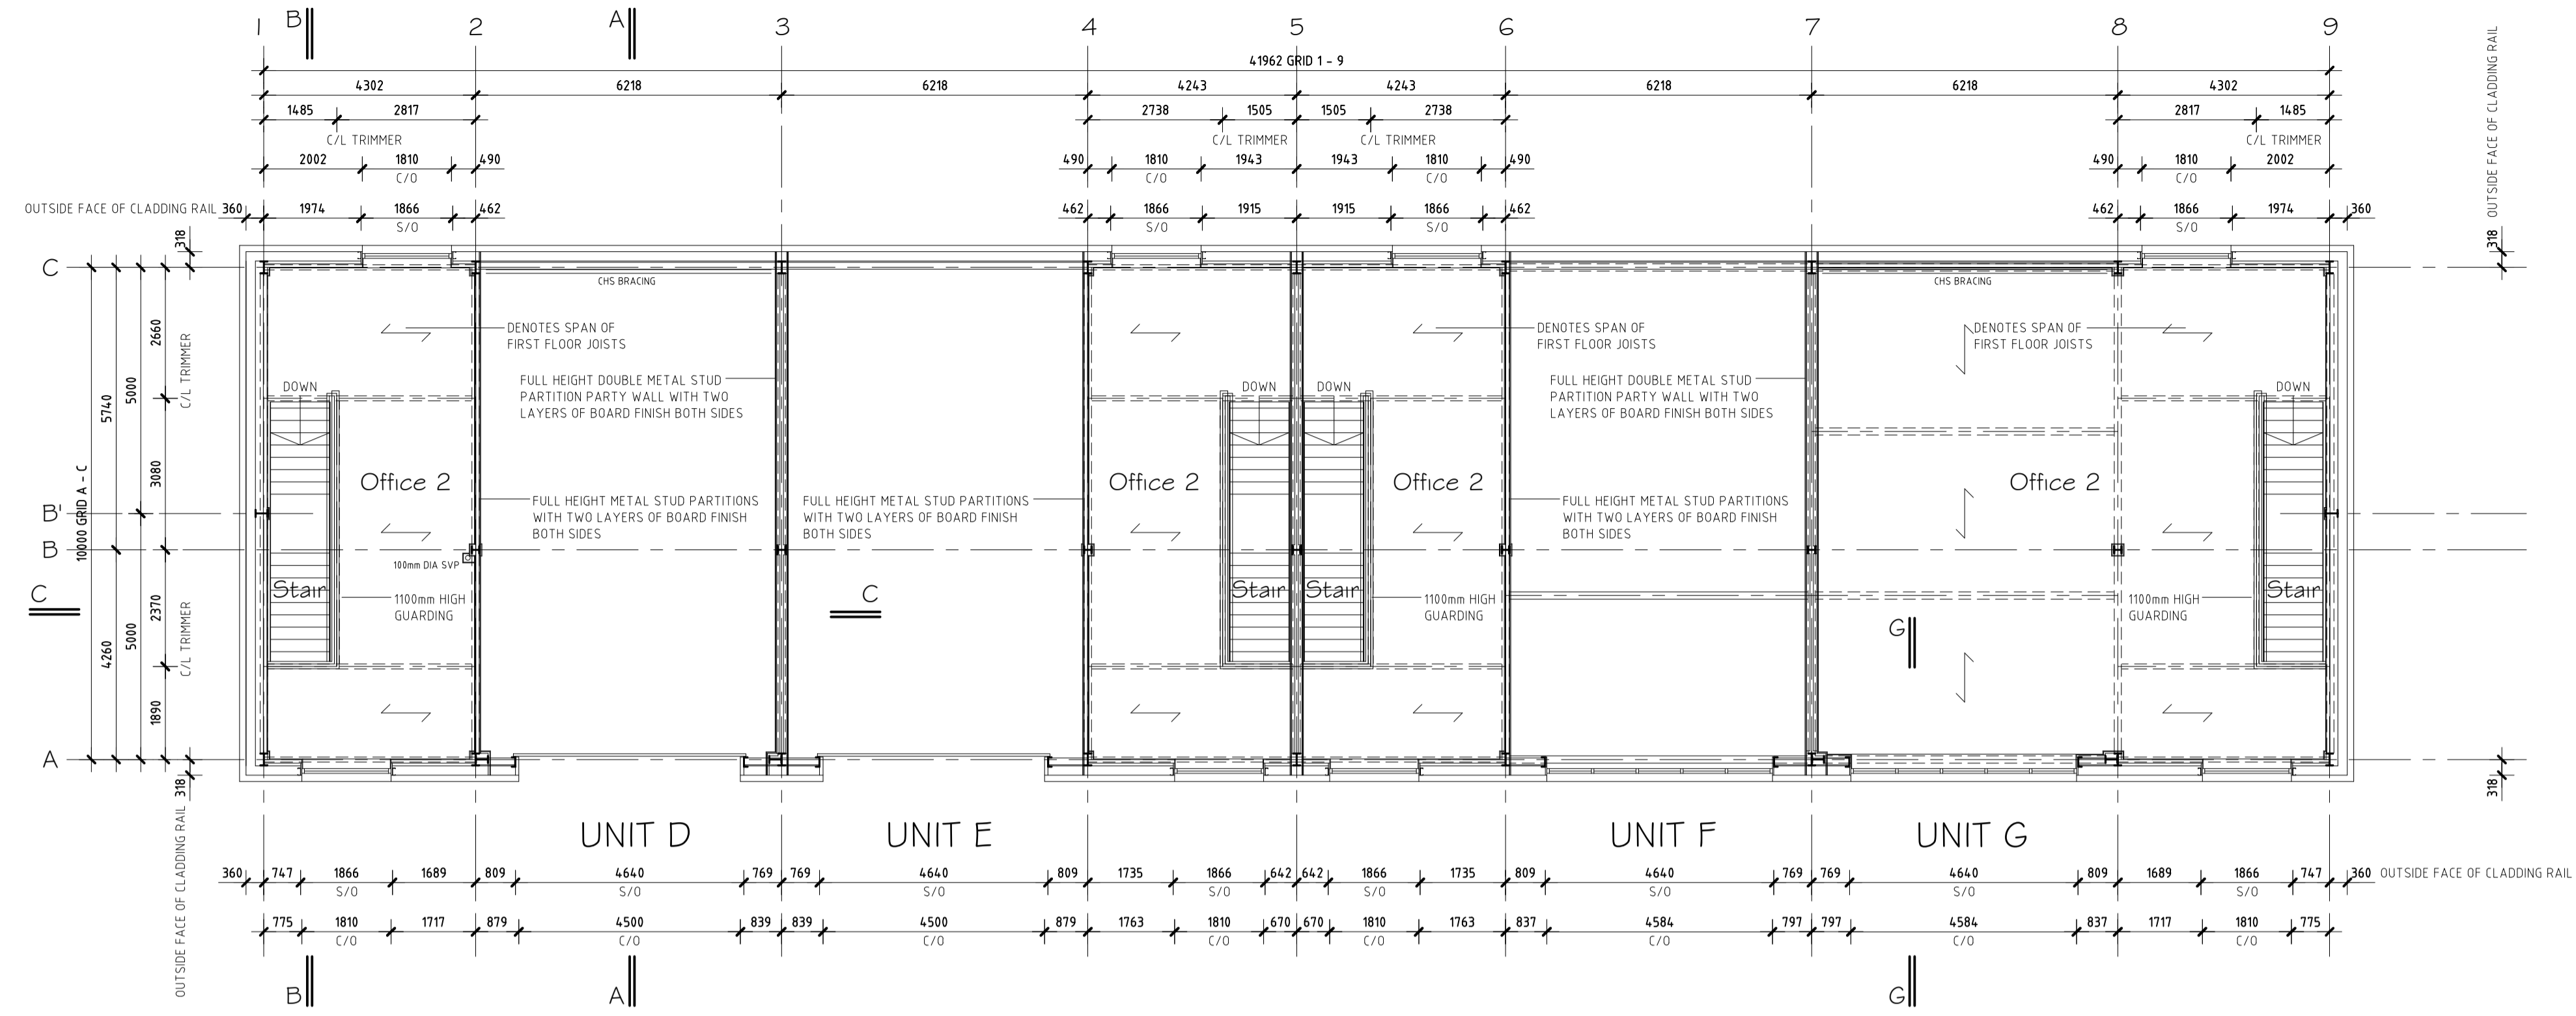 1 B 2 A 3 4 5 6 7 8 9
41962 GRID 1 - 9
4302 6218 6218 4243 4243 6218 6218 4302
1485 2817 2738 1505 1505 2738 2817 1485
C/L TRIMMER C/L TRIMMER C/L TRIMMER C/L TRIMMER
2002 1810 490 490 1810 1943 1943 1810 490 490 1810 2002
C/O C/O C/O C/O
OUTSIDE FACE OF CLADDING RAIL 360 1974 1866 462 462 1866 1915 1915 1866 462 462 1866 1974 360
S/O S/O S/O S/O
OUTSIDE FACE OF CLADDING RAIL
318
318
C
CHS BRACING
CHS BRACING
DENOTES SPAN OF
FIRST FLOOR JOISTS
DENOTES SPAN OF
FIRST FLOOR JOISTS
DENOTES SPAN OF
FIRST FLOOR JOISTS
2660
C/L TRIMMER
5000
5740
3080
10000 GRID A - C
DOWN
DOWN
DOWN
DOWN
FULL HEIGHT DOUBLE METAL STUD
PARTITION PARTY WALL WITH TWO
LAYERS OF BOARD FINISH BOTH SIDES
FULL HEIGHT DOUBLE METAL STUD
PARTITION PARTY WALL WITH TWO
LAYERS OF BOARD FINISH BOTH SIDES
Office 2
Office 2
Office 2
Office 2
FULL HEIGHT METAL STUD PARTITIONS
WITH TWO LAYERS OF BOARD FINISH
BOTH SIDES
FULL HEIGHT METAL STUD PARTITIONS
WITH TWO LAYERS OF BOARD FINISH
BOTH SIDES
FULL HEIGHT METAL STUD PARTITIONS
WITH TWO LAYERS OF BOARD FINISH
BOTH SIDES
B'
B
100mm DIA SVP
C
C
Stair
Stair
Stair
Stair
1100mm HIGH
GUARDING
1100mm HIGH
GUARDING
1100mm HIGH
GUARDING
2370
C/L TRIMMER
5000
4260
1890
G
A
318
318
OUTSIDE FACE OF CLADDING RAIL
UNIT D
UNIT E
UNIT F
UNIT G
360 747 1866 1689 809 4640 769 769 4640 809 1735 1866 642 642 1866 1735 809 4640 769 769 4640 809 1689 1866 747 360 OUTSIDE FACE OF CLADDING RAIL
S/O S/O S/O S/O S/O S/O S/O S/O
775 1810 1717 879 4500 839 839 4500 879 1763 1810 670 670 1810 1763 837 4584 797 797 4584 837 1717 1810 775
C/O C/O C/O C/O C/O C/O C/O C/O
B A G